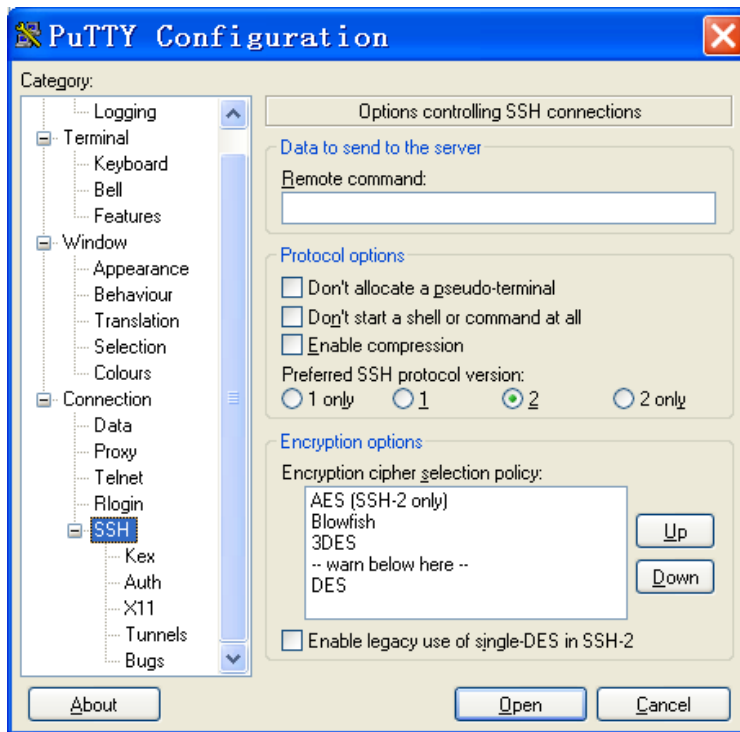 PuTTY Configuration
Category:
Logging
Terminal
Keyboard
Bell
Features
Window
Appearance
Behaviour
Translation
Selection
Colours
Connection
Data
Proxy
Telnet
Rlogin
SSH
Kex
Auth
X11
Tunnels
Bugs
Options controlling SSH connections
Data to send to the server
Remote command:
Protocol options
Don't allocate a pseudo-terminal
Don't start a shell or command at all
Enable compression
Preferred SSH protocol version:
1 only 1 2 2 only
Encryption options
Encryption cipher selection policy:
AES (SSH-2 only)
Blowfish
3DES
-- warn below here --
DES
Up
Down
Enable legacy use of single-DES in SSH-2
About Open Cancel